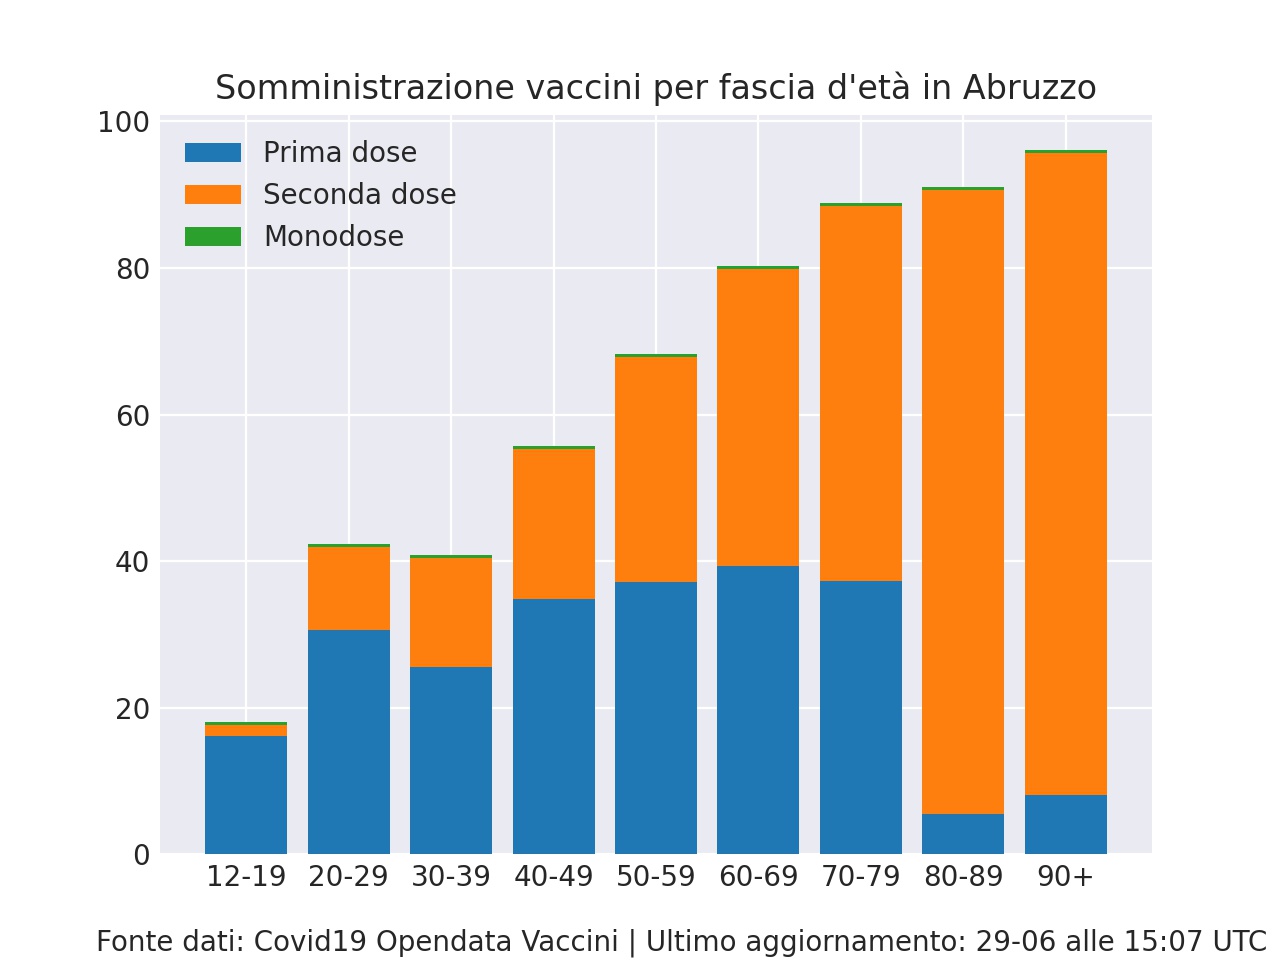 Somministrazione vaccini per fascia d'età in Abruzzo
100
Prima dose
Seconda dose
Monodose
80
60
40
20
0
12-19 20-29 30-39 40-49 50-59 60-69 70-79 80-89 90+
Fonte dati: Covid19 Opendata Vaccini | Ultimo aggiornamento: 29-06 alle 15:07 UTC